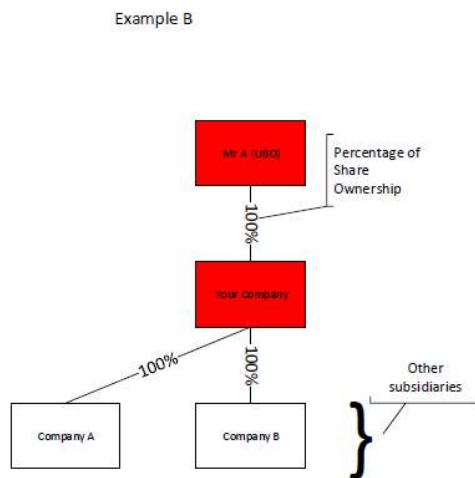 Example B
Mr A (UBO)
Percentage of
Share
Ownership
100%
Your Company
100%
100%
Other
subsidiaries
Company A
Company B